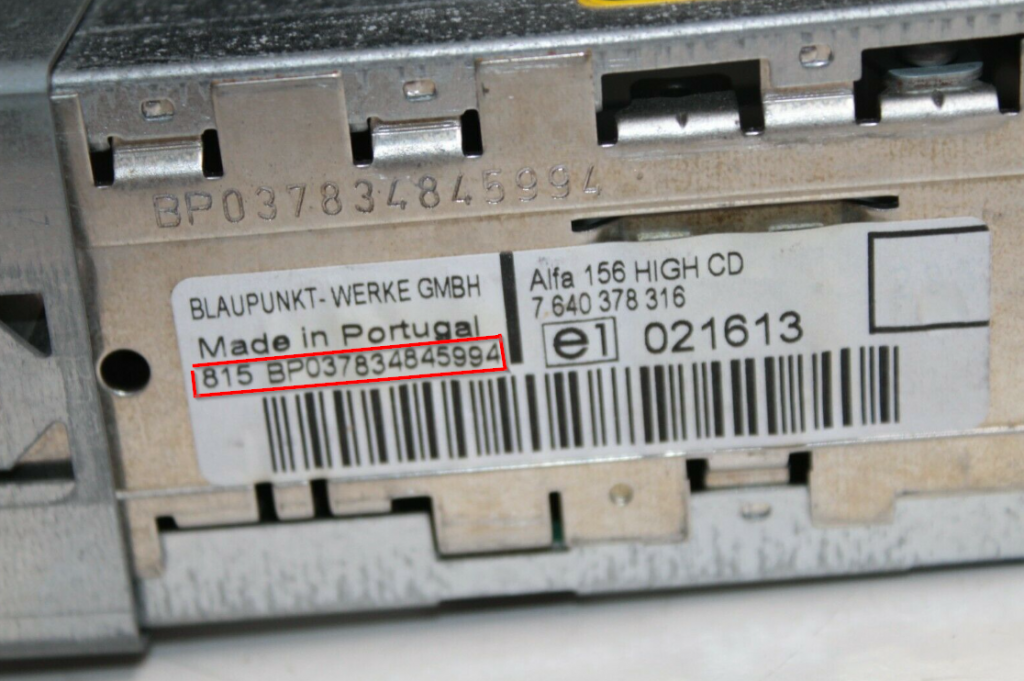 BP037834845994
BLAUPUNKT-WERKE GMBH
Made in Portugal
815 BP037834845994
Alfa 156 HIGH CD
7 640 378 316
e1 021613